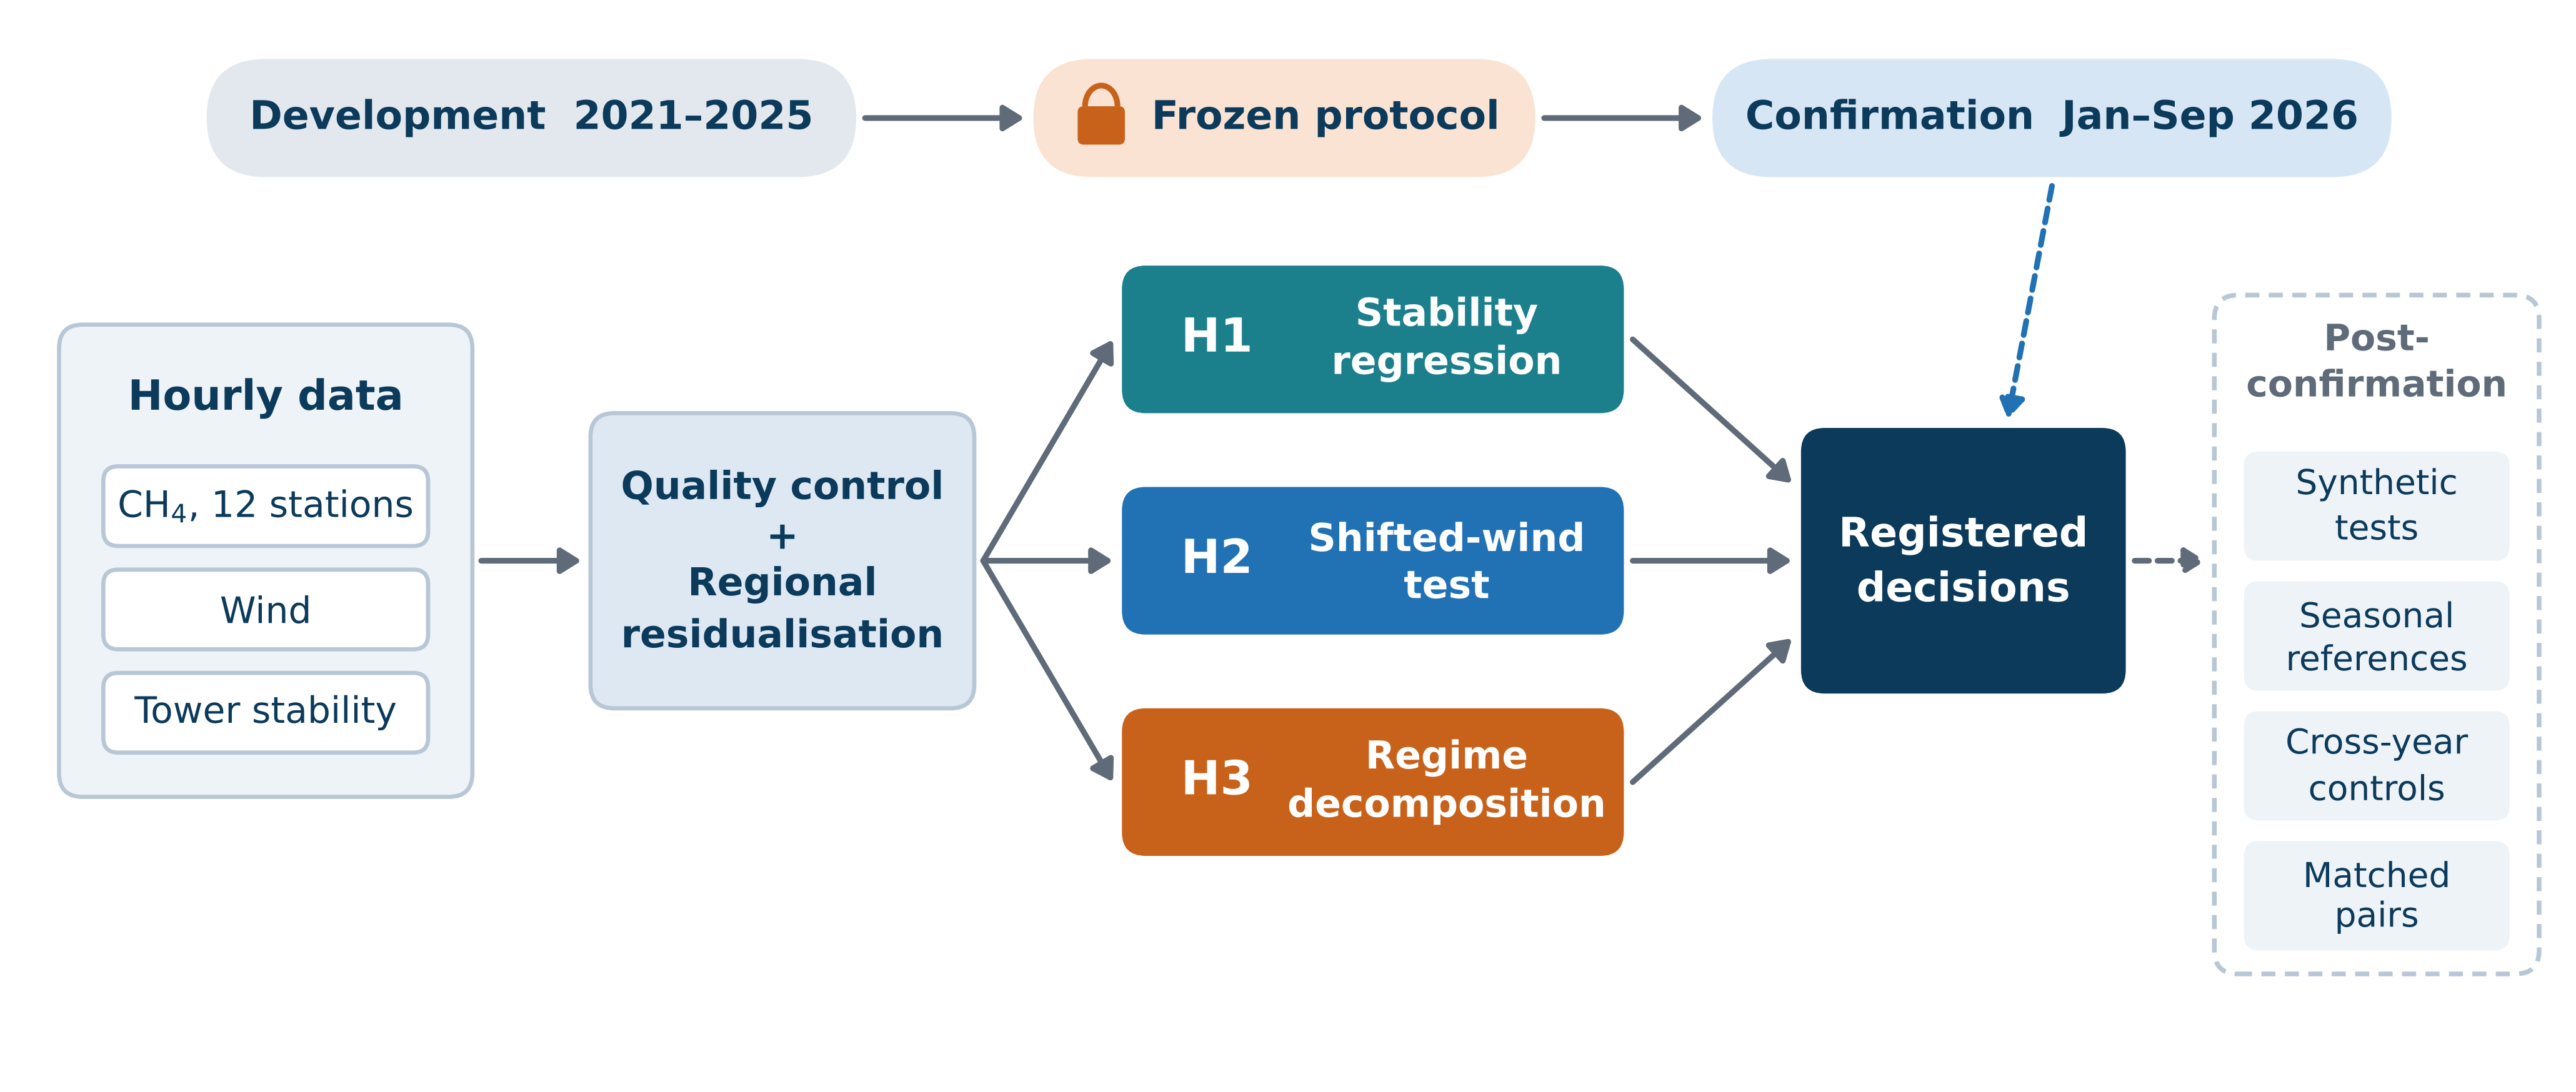 Development 2021–2025
Frozen protocol
Confirmation Jan–Sep 2026
Hourly data
CH₄, 12 stations
Wind
Tower stability
Quality control
+
Regional
residualisation
H1
Stability
regression
H2
Shifted-wind
test
H3
Regime
decomposition
Registered
decisions
Post-
confirmation
Synthetic
tests
Seasonal
references
Cross-year
controls
Matched
pairs